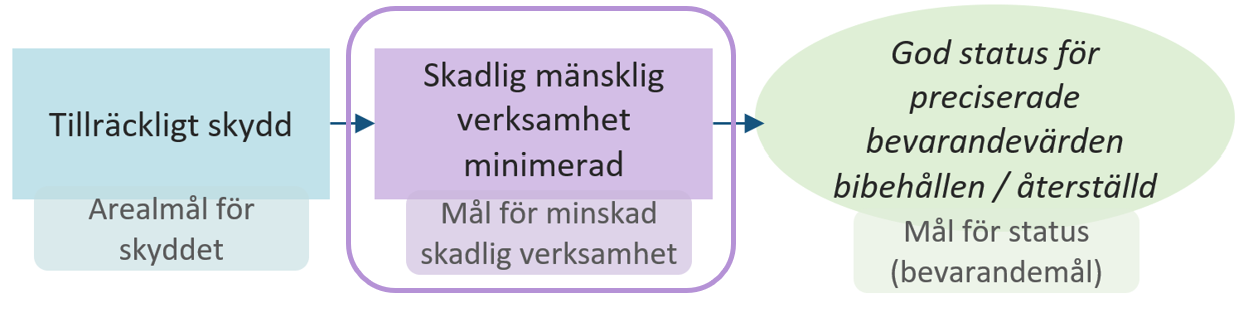 Tillräckligt skydd
Arealmål för
skyddet
Skadlig mänsklig
verksamhet
minimerad
Mål för minskad
skadlig verksamhet
God status för
preciserade
bevarandevärden
bibehållen / återställd
Mål för status
(bevarandemål)